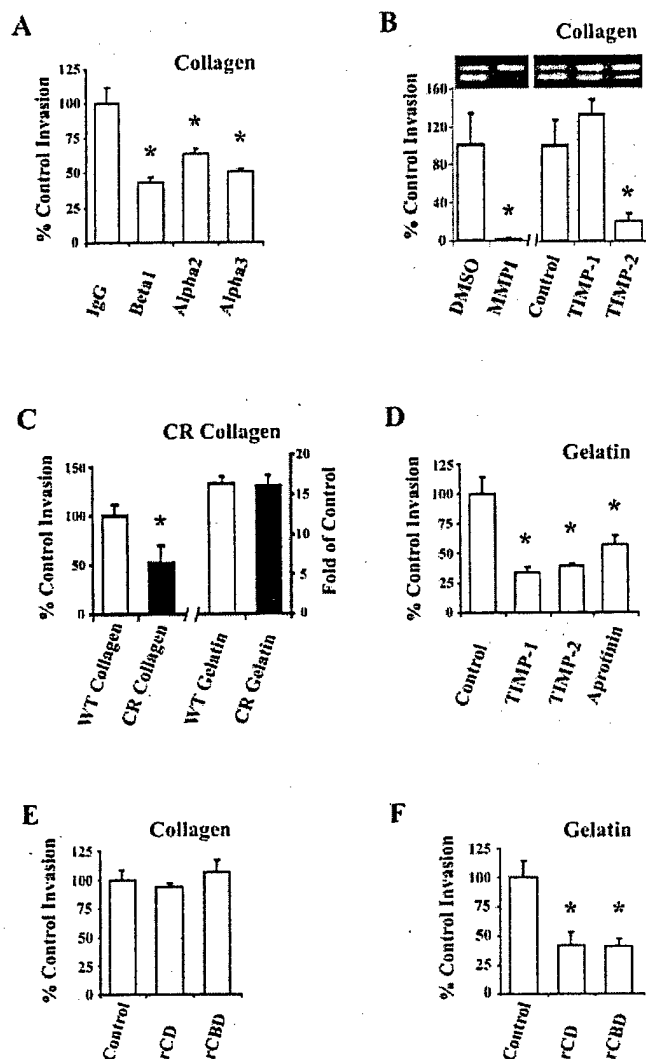 A
Collagen
% Control Invasion
125
100
75
50
25
0
*
*
*
IgG
Beta1
Alpha2
Alpha3
B
Collagen
% Control Invasion
160
120
80
40
0
*
*
DMSO
MMPI
Control
TIMP-1
TIMP-2
C
CR Collagen
% Control Invasion
150
100
50
0
*
20
15
10
5
0
Fold of Control
WT Collagen
CR Collagen
WT Gelatin
CR Gelatin
D
Gelatin
% Control Invasion
125
100
75
50
25
0
*
*
*
Control
TIMP-1
TIMP-2
Aprotinin
E
Collagen
% Control Invasion
125
100
75
50
25
0
Control
rCD
rCBD
F
Gelatin
% Control Invasion
125
100
75
50
25
0
*
*
Control
rCD
rCBD